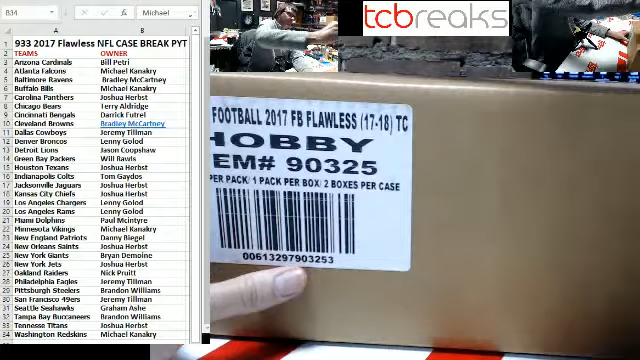 B34
Michael
tcbreaks
A B
1 933 2017 Flawless NFL CASE BREAK PYT
2 TEAMS OWNER
3 Arizona Cardinals Bill Petri
4 Atlanta Falcons Michael Kanakry
5 Baltimore Ravens Bradley McCartney
6 Buffalo Bills Michael Kanakry
7 Carolina Panthers Joshua Herbst
8 Chicago Bears Terry Aldridge
9 Cincinnati Bengals Darrick Futrel
10 Cleveland Browns Bradley McCartney
11 Dallas Cowboys Jeremy Tillman
12 Denver Broncos Lenny Golod
13 Detroit Lions Jason Coopshaw
14 Green Bay Packers Will Rawls
15 Houston Texans Joshua Herbst
16 Indianapolis Colts Tom Gaydos
17 Jacksonville Jaguars Joshua Herbst
18 Kansas City Chiefs Joshua Herbst
19 Los Angeles Chargers Lenny Golod
20 Los Angeles Rams Lenny Golod
21 Miami Dolphins Paul Mcintyre
22 Minnesota Vikings Michael Kanakry
23 New England Patriots Danny Biegel
24 New Orleans Saints Joshua Herbst
25 New York Giants Bryan Demoine
26 New York Jets Joshua Herbst
27 Oakland Raiders Nick Pruitt
28 Philadelphia Eagles Jeremy Tillman
29 Pittsburgh Steelers Brandon Williams
30 San Francisco 49ers Jeremy Tillman
31 Seattle Seahawks Graham Ashe
32 Tampa Bay Buccaneers Brandon Williams
33 Tennesse Titans Joshua Herbst
34 Washington Redskins Michael Kanakry
FOOTBALL 2017 FB FLAWLESS (17-18) TC
HOBBY
EM# 90325
PER PACK/ 1 PACK PER BOX/ 2 BOXES PER CASE
00613297903253